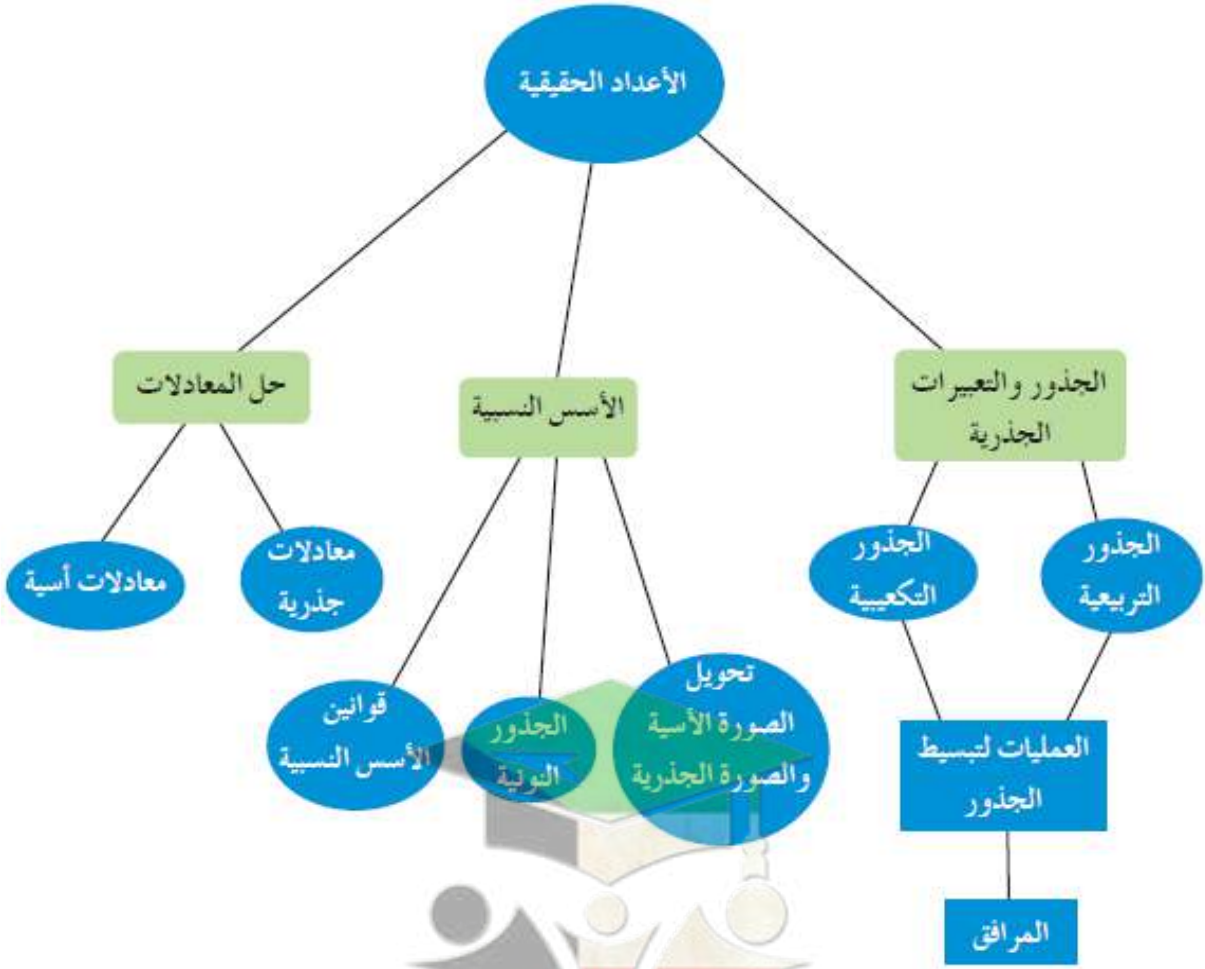 الأعداد الحقيقية
الجذور والتعبيرات
الجذرية
الأسس النسبية
حل المعادلات
الجذور
التربيعية
الجذور
التكعيبية
معادلات
جذرية
معادلات أسية
تحويل
الصورة الأسية
والصورة الجذرية
الجذور
النونية
قوانين
الأسس النسبية
العمليات لتبسيط
الجذور
المرافق